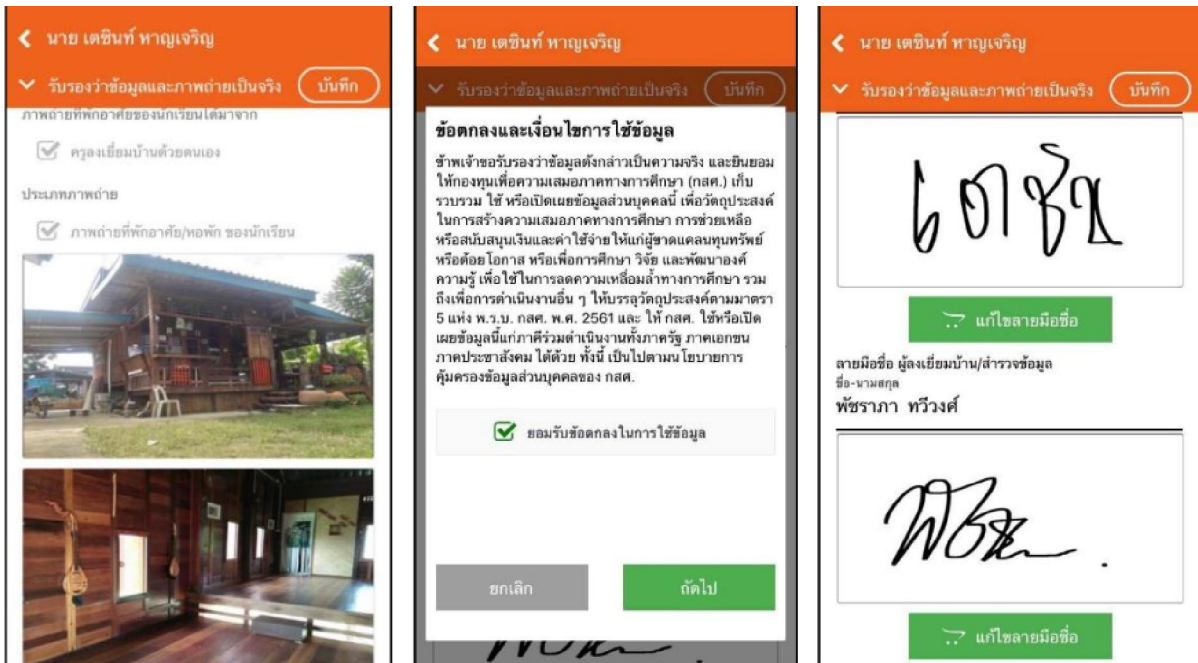 นาย เตชินท์ หาญเจริญ
รับรองว่าข้อมูลและภาพถ่ายเป็นจริง
บันทึก
ภาพถ่ายที่พักอาศัยของนักเรียนได้มาจาก
ครูลงเยี่ยมบ้านด้วยตนเอง
ประเภทภาพถ่าย
ภาพถ่ายที่พักอาศัย/หอพัก ของนักเรียน
นาย เตชินท์ หาญเจริญ
รับรองว่าข้อมูลและภาพถ่ายเป็นจริง
บันทึก
ข้อตกลงและเงื่อนไขการใช้ข้อมูล
ข้าพเจ้าขอรับรองว่าข้อมูลดังกล่าวเป็นความจริง และยินยอม
ให้กองทุนเพื่อความเสมอภาคทางการศึกษา (กสศ.) เก็บ
รวบรวม ใช้ หรือเปิดเผยข้อมูลส่วนบุคคลนี้ เพื่อวัตถุประสงค์
ในการสร้างความเสมอภาคทางการศึกษา การช่วยเหลือ
หรือสนับสนุนเงินและค่าใช้จ่ายให้แก่ผู้ขาดแคลนทุนทรัพย์
หรือด้อยโอกาส หรือเพื่อการศึกษา วิจัย และพัฒนาองค์
ความรู้ เพื่อใช้ในการลดความเหลื่อมล้ำทางการศึกษา รวม
ถึงเพื่อการดำเนินงานอื่น ๆ ให้บรรลุวัตถุประสงค์ตามมาตรา
5 แห่ง พ.ร.บ. กสศ. พ.ศ. 2561 และ ให้ กสศ. ใช้หรือเปิด
เผยข้อมูลนี้แก่ภาคีร่วมดำเนินงานทั้งภาครัฐ ภาคเอกชน
ภาคประชาสังคม ได้ด้วย ทั้งนี้ เป็นไปตามนโยบายการ
คุ้มครองข้อมูลส่วนบุคคลของ กสศ.
ยอมรับข้อตกลงในการใช้ข้อมูล
ยกเลิก
ถัดไป
นาย เตชินท์ หาญเจริญ
รับรองว่าข้อมูลและภาพถ่ายเป็นจริง
บันทึก
แก้ไขลายมือชื่อ
ลายมือชื่อ ผู้ลงเยี่ยมบ้าน/สำรวจข้อมูล
ชื่อ-นามสกุล
พัชราภา ทวีวงศ์
แก้ไขลายมือชื่อ